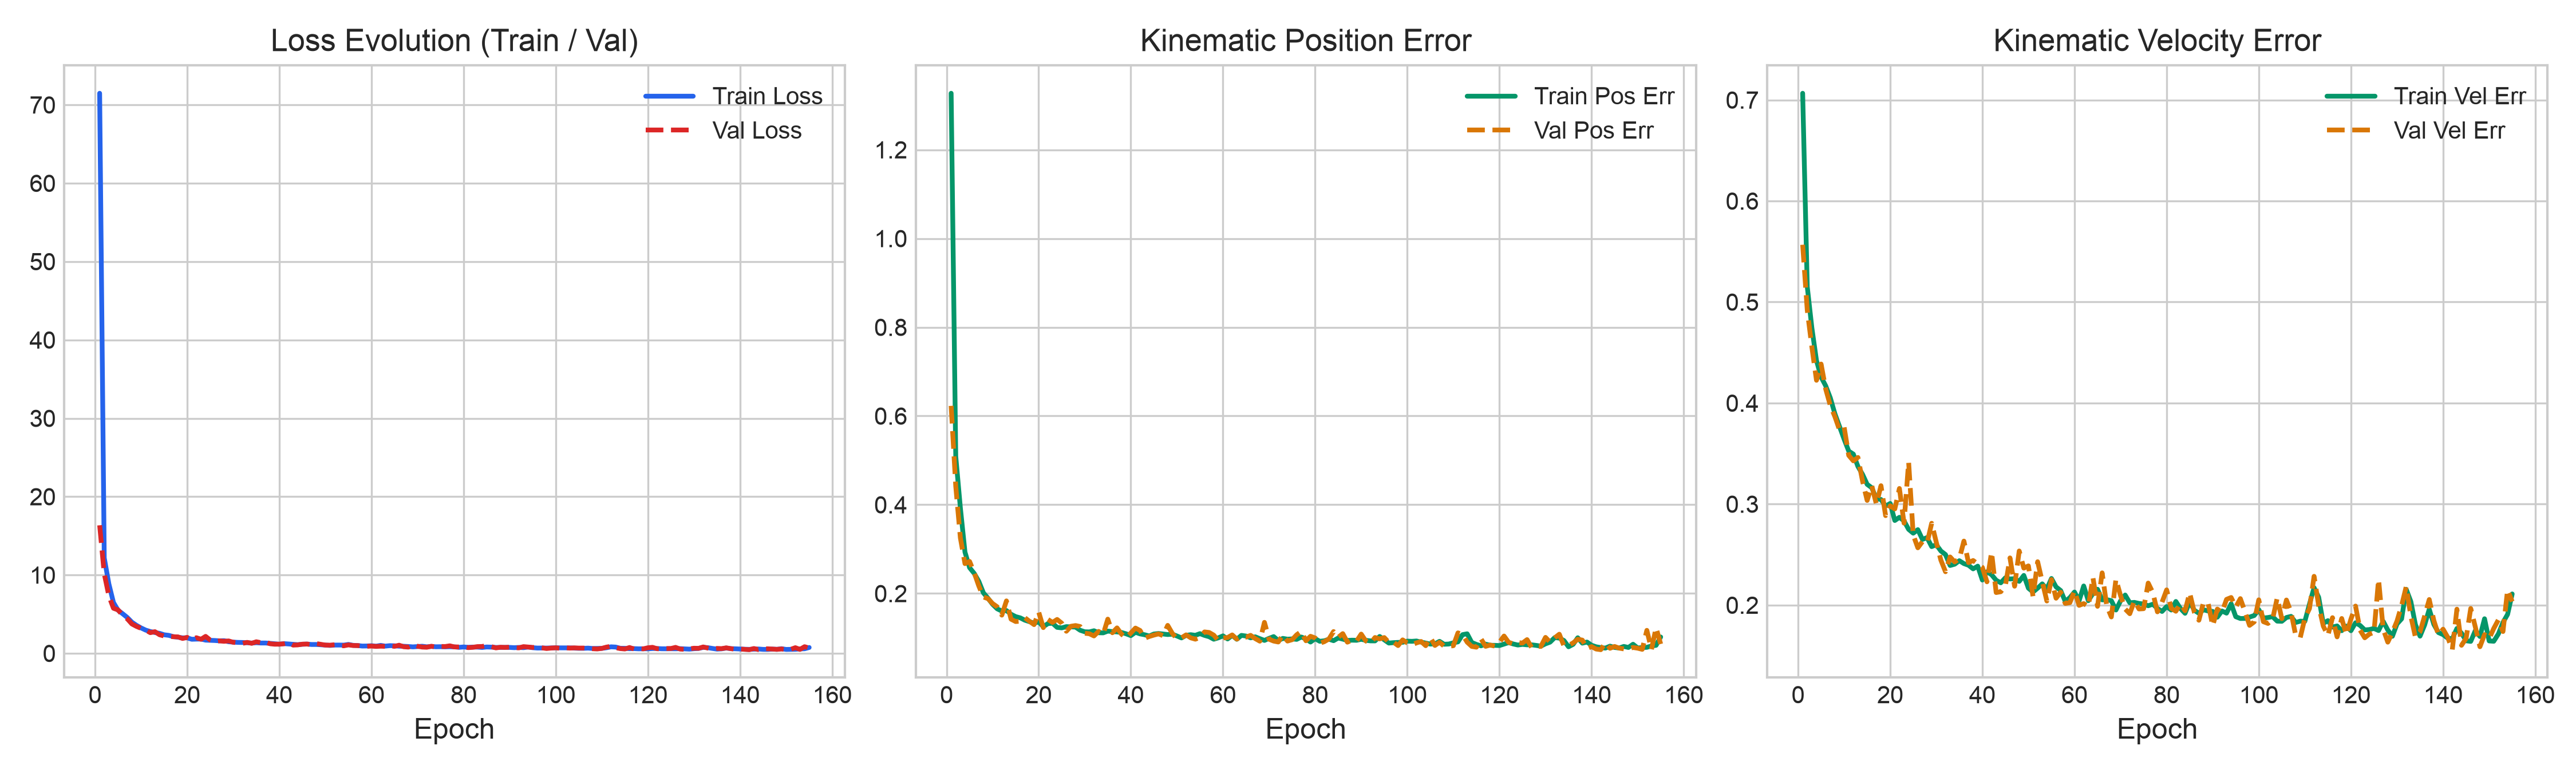 Loss Evolution (Train / Val)
Train Loss
Val Loss
70
60
50
40
30
20
10
0
0 20 40 60 80 100 120 140 160
Epoch
Kinematic Position Error
Train Pos Err
Val Pos Err
1.2
1.0
0.8
0.6
0.4
0.2
0 20 40 60 80 100 120 140 160
Epoch
Kinematic Velocity Error
Train Vel Err
Val Vel Err
0.7
0.6
0.5
0.4
0.3
0.2
0 20 40 60 80 100 120 140 160
Epoch